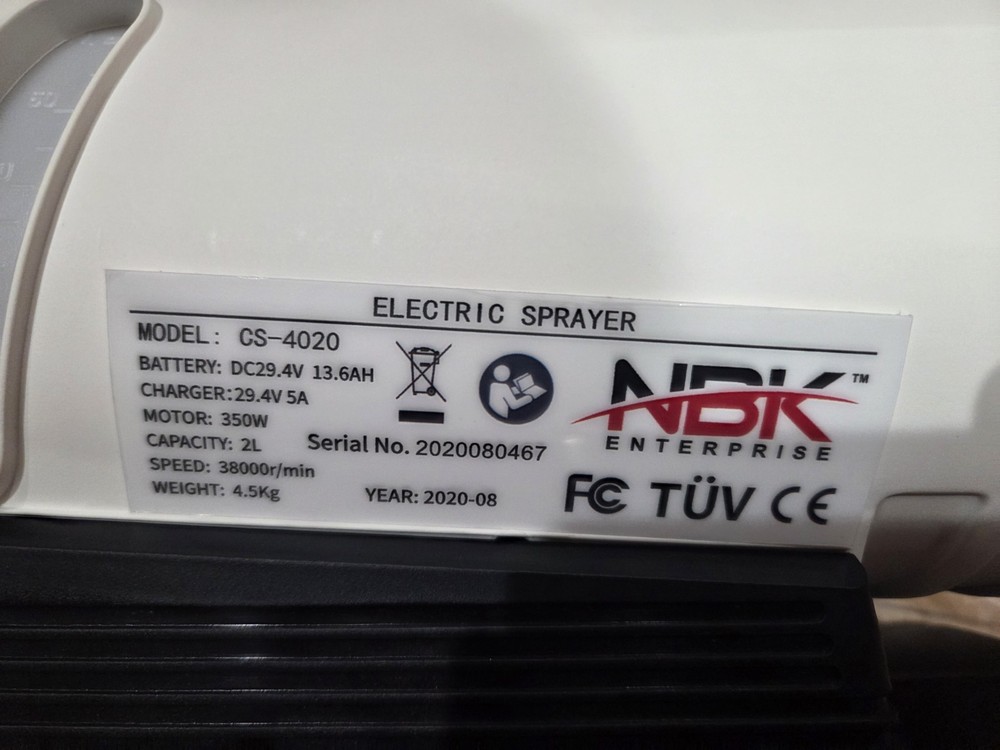 ELECTRIC SPRAYER
MODEL: CS-4020
BATTERY: DC29.4V 13.6AH
CHARGER:29.4V 5A
MOTOR: 350W
CAPACITY: 2L
SPEED: 38000r/min
WEIGHT: 4.5Kg
Serial No. 2020080467
YEAR: 2020-08
NBK™
ENTERPRISE
FC TÜV CE